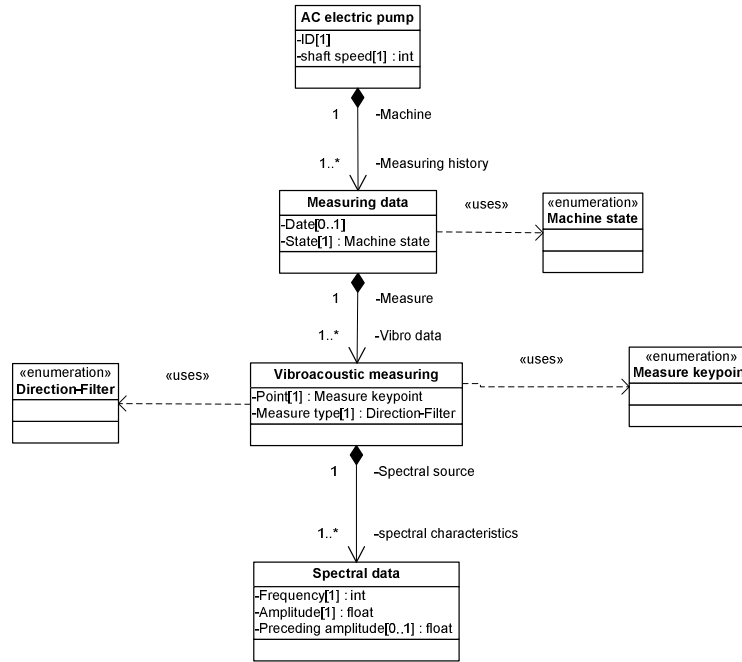 AC electric pump
-ID[1]
-shaft speed[1] : int
1
-Machine
1..*
-Measuring history
Measuring data
-Date[0..1]
-State[1] : Machine state
«uses»
«enumeration»
Machine state
1
-Measure
1..*
-Vibro data
«enumeration»
Direction-Filter
«uses»
Vibroacoustic measuring
-Point[1] : Measure keypoint
-Measure type[1] : Direction-Filter
«uses»
«enumeration»
Measure keypoint
1
-Spectral source
1..*
-spectral characteristics
Spectral data
-Frequency[1] : int
-Amplitude[1] : float
-Preceding amplitude[0..1] : float